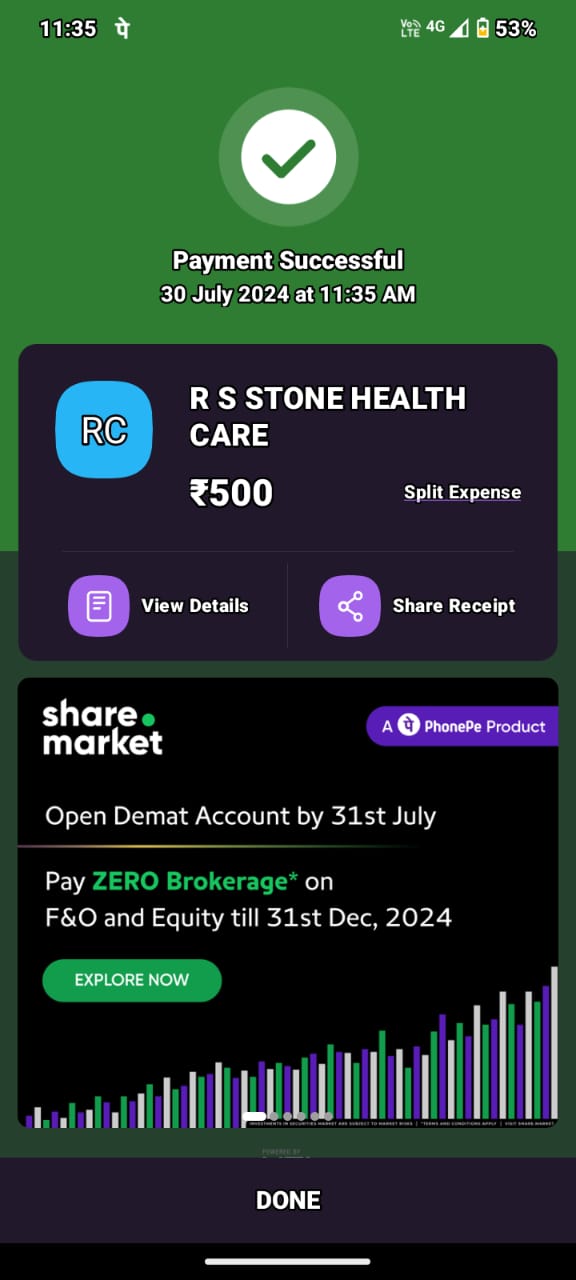 11:35 पे VoLTE 4G 53%
Payment Successful
30 July 2024 at 11:35 AM
RC
R S STONE HEALTH
CARE
₹500
Split Expense
View Details
Share Receipt
share.
market
A पे PhonePe Product
Open Demat Account by 31st July
Pay ZERO Brokerage* on
F&O and Equity till 31st Dec, 2024
EXPLORE NOW
INVESTMENTS IN SECURITIES MARKET ARE SUBJECT TO MARKET RISKS | *TERMS AND CONDITIONS APPLY | VISIT SHARE.MARKET
POWERED BY
DONE